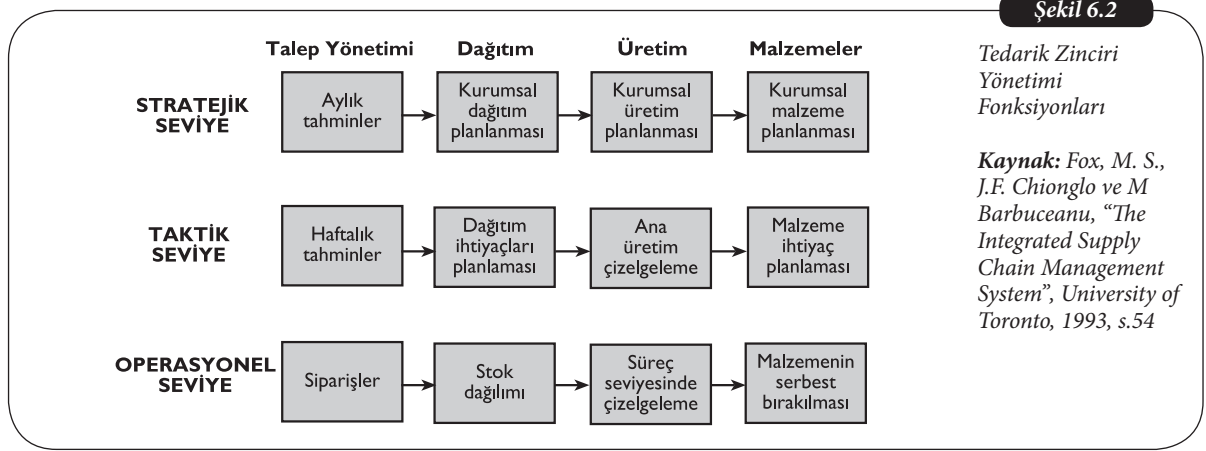 Şekil 6.2
Talep Yönetimi Dağıtım Üretim Malzemeler
STRATEJİK
SEVİYE
Aylık
tahminler
Kurumsal
dağıtım
planlanması
Kurumsal
üretim
planlanması
Kurumsal
malzeme
planlanması
TAKTİK
SEVİYE
Haftalık
tahminler
Dağıtım
ihtiyaçları
planlaması
Ana
üretim
çizelgeleme
Malzeme
ihtiyaç
planlaması
OPERASYONEL
SEVİYE
Siparişler
Stok
dağılımı
Süreç
seviyesinde
çizelgeleme
Malzemenin
serbest
bırakılması
Tedarik Zinciri
Yönetimi
Fonksiyonları
Kaynak: Fox, M. S.,
J.F. Chionglo ve M
Barbuceanu, “The
Integrated Supply
Chain Management
System”, University of
Toronto, 1993, s.54